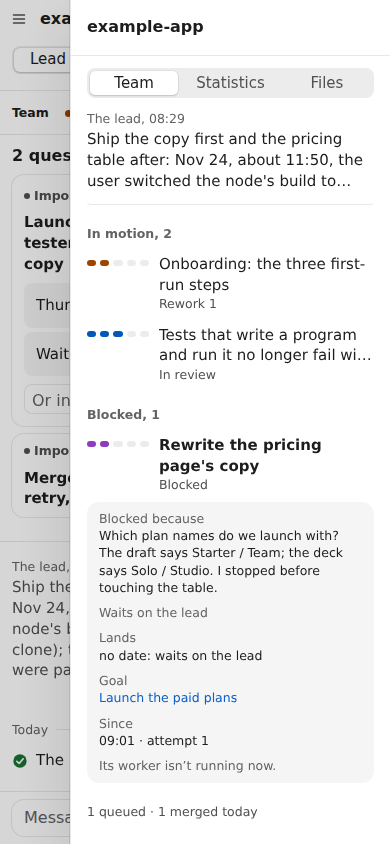 example-app
Team Statistics Files
The lead, 08:29
Ship the copy first and the pricing
table after: Nov 24, about 11:50, the
user switched the node's build to…
In motion, 2
Onboarding: the three first-
run steps
Rework 1
Tests that write a program
and run it no longer fail wi…
In review
Blocked, 1
Rewrite the pricing
page's copy
Blocked
Blocked because
Which plan names do we launch with?
The draft says Starter / Team; the deck
says Solo / Studio. I stopped before
touching the table.
Waits on the lead
Lands
no date: waits on the lead
Goal
Launch the paid plans
Since
09:01 · attempt 1
Its worker isn’t running now.
1 queued · 1 merged today
Lead
Team
2 ques
Impo
Launc
tester
copy
Thur
Wait
Or in
Impo
Merge
retry,
The lead,
Ship the
Nov 24,
node's b
clone); t
were pa
Today
The
Messa